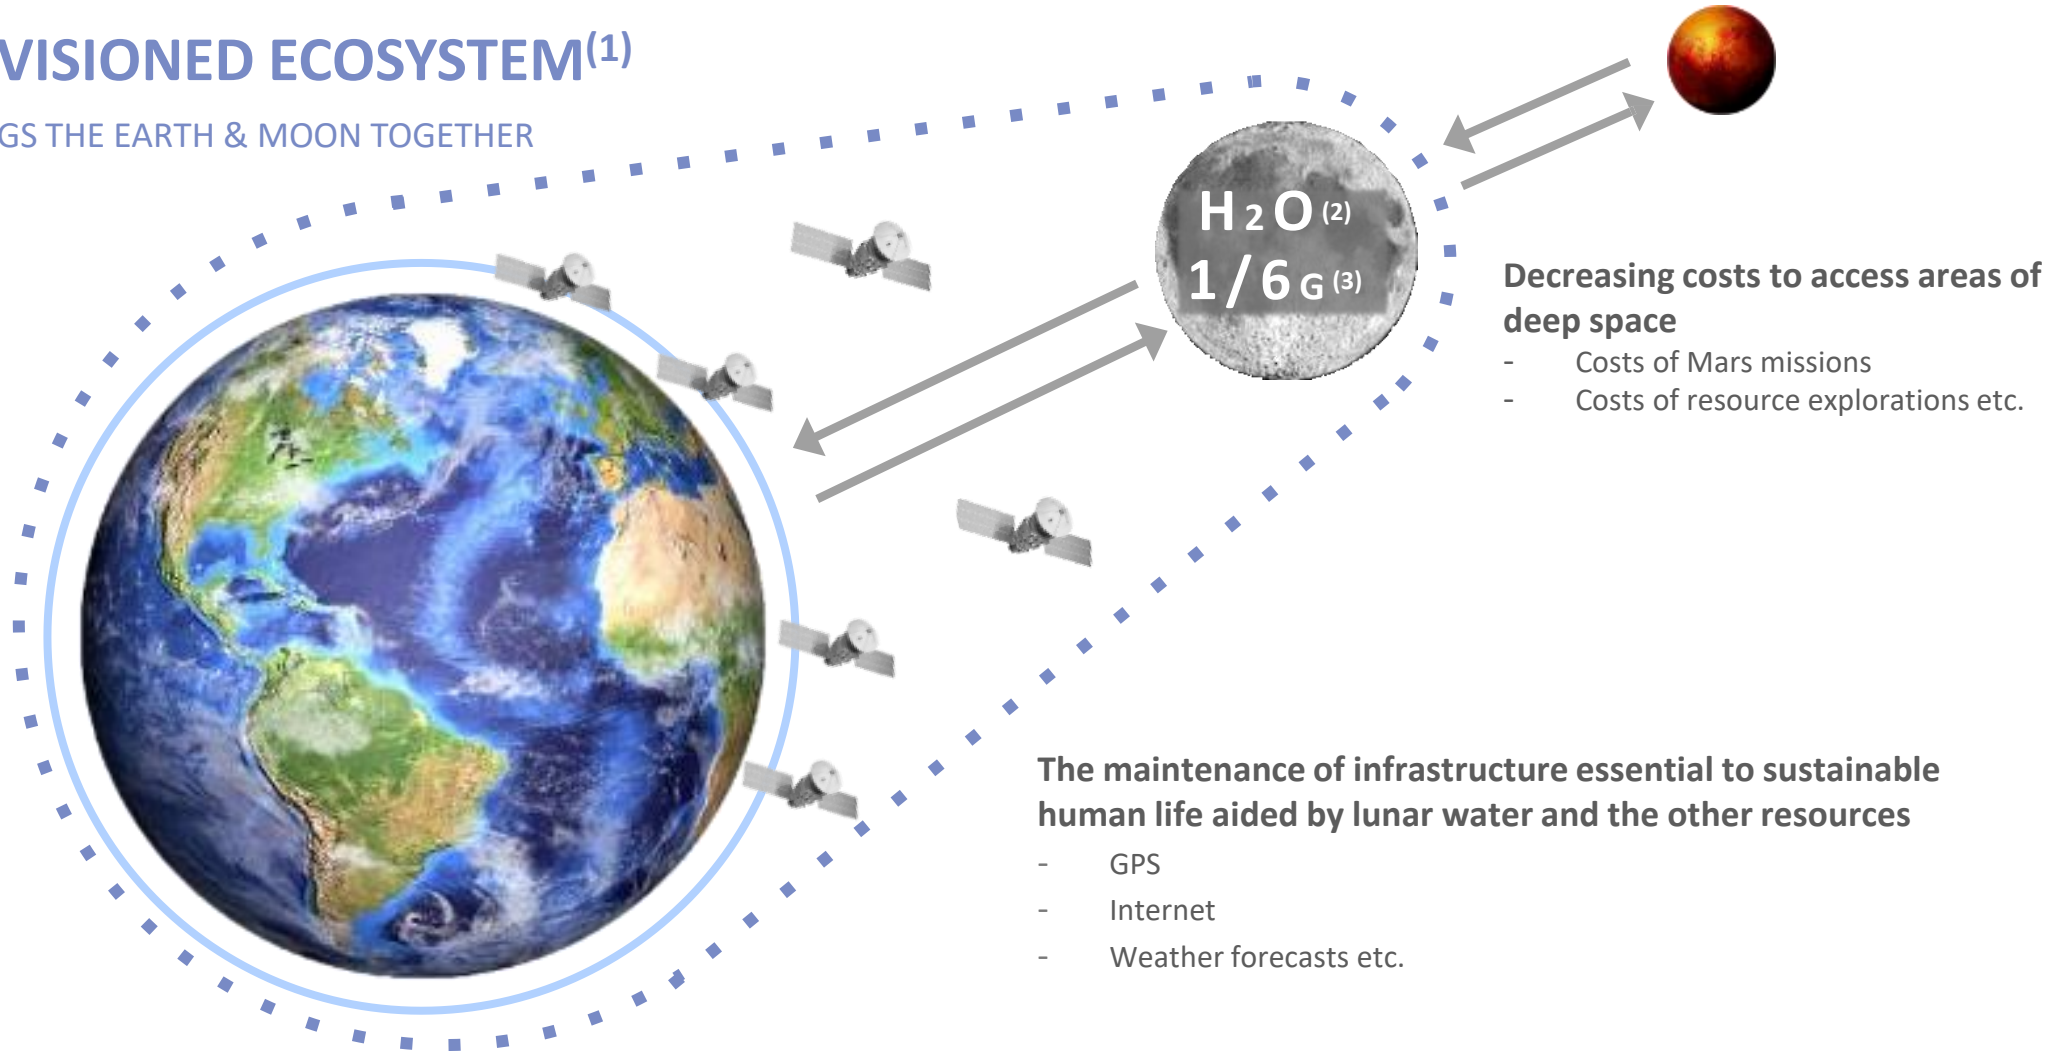 VISIONED ECOSYSTEM(1)
GS THE EARTH & MOON TOGETHER
H2O (2)
1/6 G (3)
Decreasing costs to access areas of
deep space
- Costs of Mars missions
- Costs of resource explorations etc.
The maintenance of infrastructure essential to sustainable
human life aided by lunar water and the other resources
- GPS
- Internet
- Weather forecasts etc.